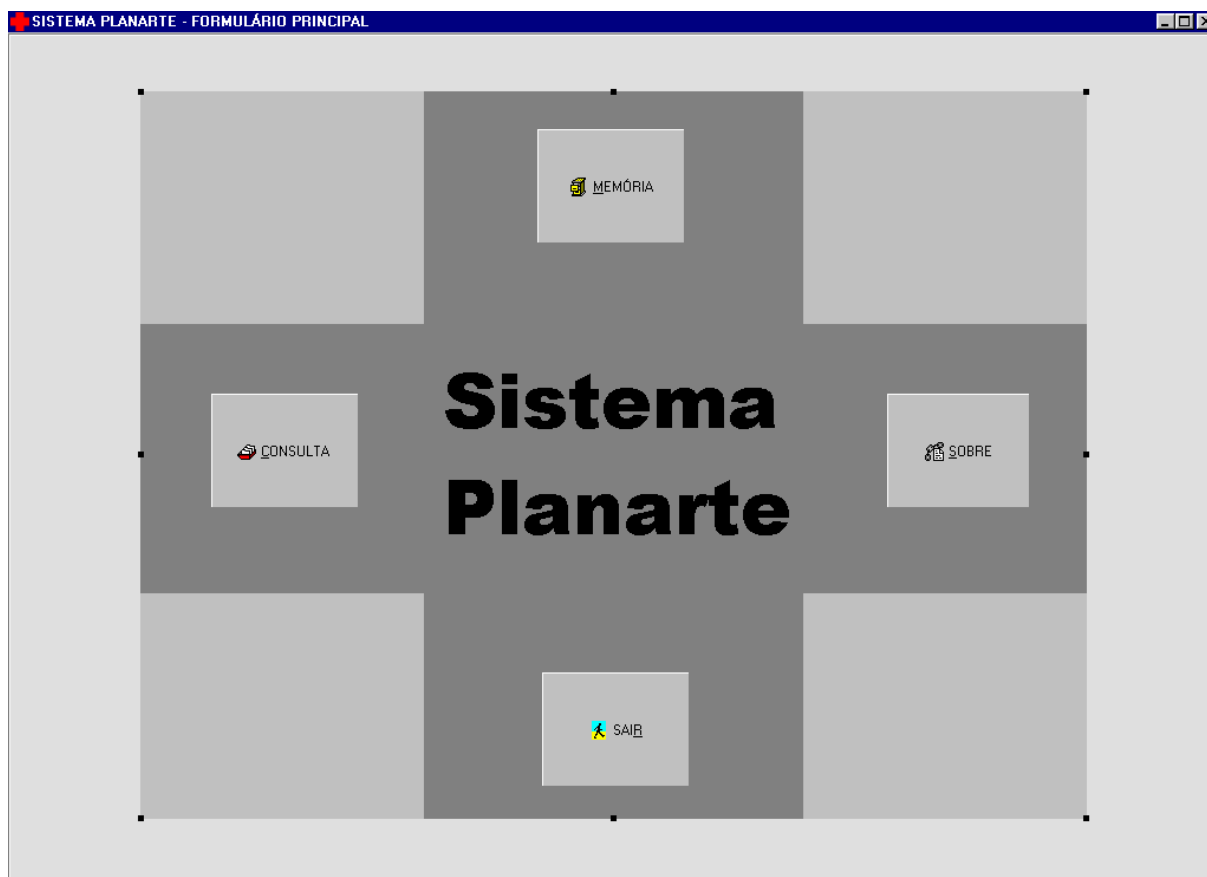 SISTEMA PLANARTE - FORMULÁRIO PRINCIPAL
MEMÓRIA
Sistema
CONSULTA
SOBRE
Planarte
SAIR